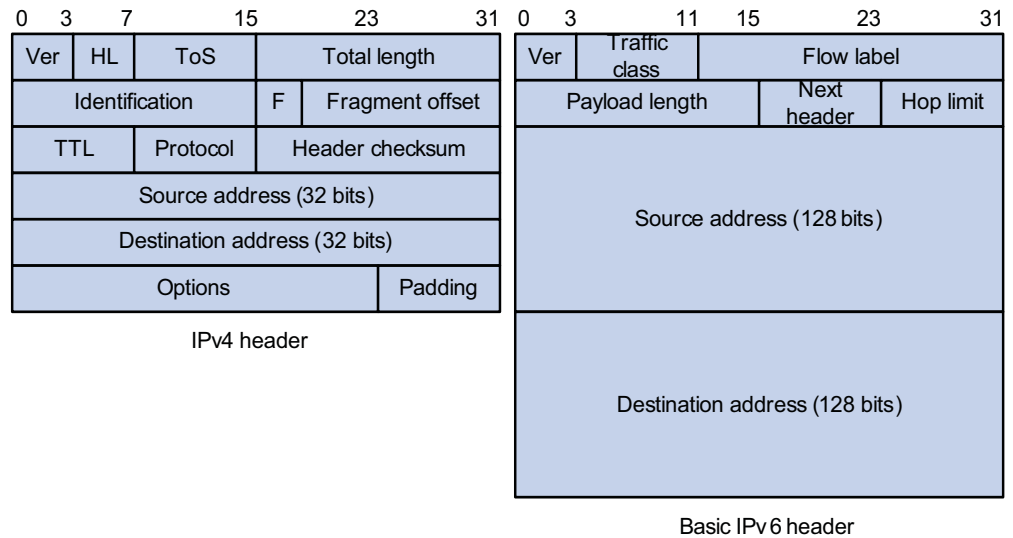 0 3 7 15 23 31
Ver HL ToS Total length
Identification F Fragment offset
TTL Protocol Header checksum
Source address (32 bits)
Destination address (32 bits)
Options Padding
IPv4 header
0 3 11 15 23 31
Ver Traffic class Flow label
Payload length Next header Hop limit
Source address (128 bits)
Destination address (128 bits)
Basic IPv6 header